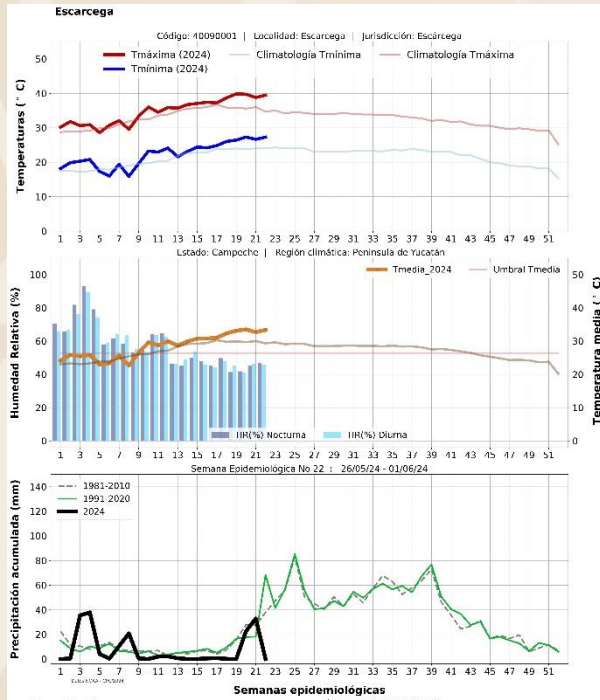 Escarcega
Código: 40090001 | Localidad: Escarcega | Jurisdicción: Escárcega
Tmáxima (2024)
Climatología Tmínima
Climatología Tmáxima
Tmínima (2024)
Temperaturas (° C)
50
40
30
20
10
0
1 3 5 7 9 11 13 15 17 19 21 23 25 27 29 31 33 35 37 39 41 43 45 47 49 51
Estado: Campeche | Región climática: Península de Yucatán
Tmedia_2024
Umbral Tmedia
Humedad Relativa (%)
Temperatura media (° C)
100
80
60
40
20
0
50
40
30
20
10
0
HR(%) Nocturna
HR(%) Diurna
1 3 5 7 9 11 13 15 17 19 21 23 25 27 29 31 33 35 37 39 41 43 45 47 49 51
Semana Epidemiológica No 22 : 26/05/24 - 01/06/24
1981-2010
1991-2020
2024
Precipitación acumulada (mm)
140
120
100
80
60
40
20
0
1 3 5 7 9 11 13 15 17 19 21 23 25 27 29 31 33 35 37 39 41 43 45 47 49 51
Semanas epidemiológicas